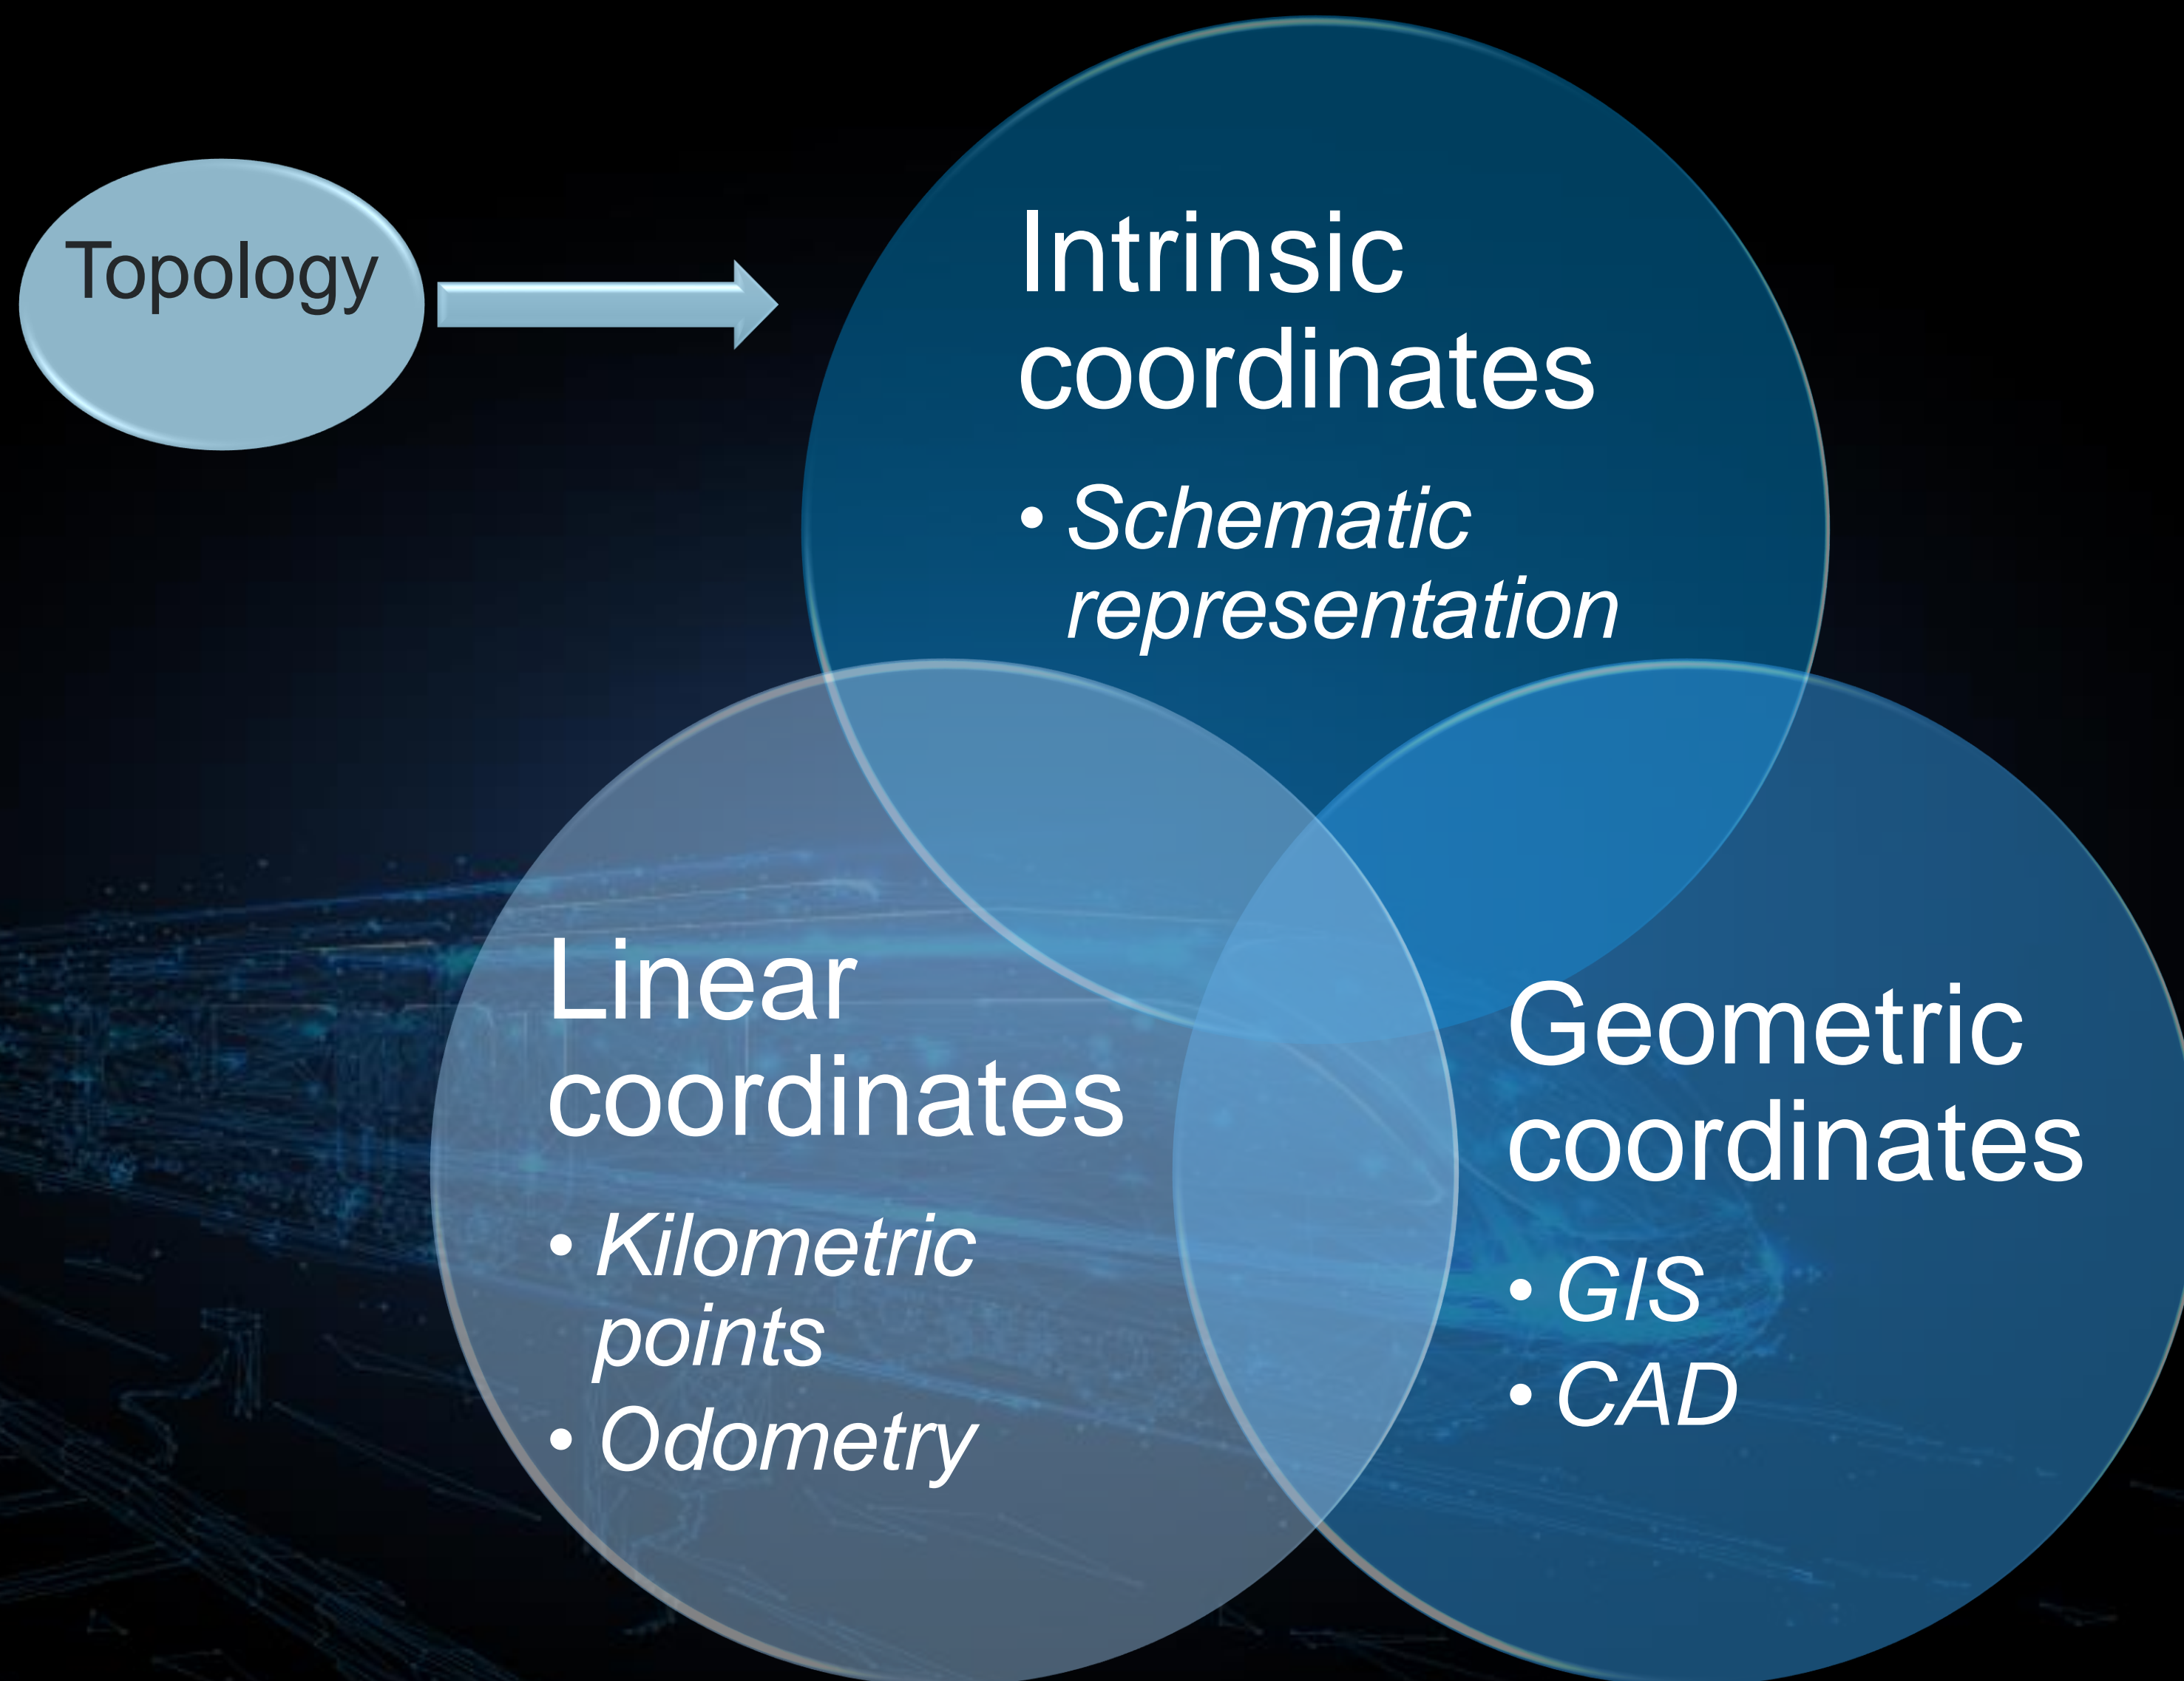 Topology
Intrinsic
coordinates
• Schematic
representation
Linear
coordinates
• Kilometric
points
• Odometry
Geometric
coordinates
• GIS
• CAD